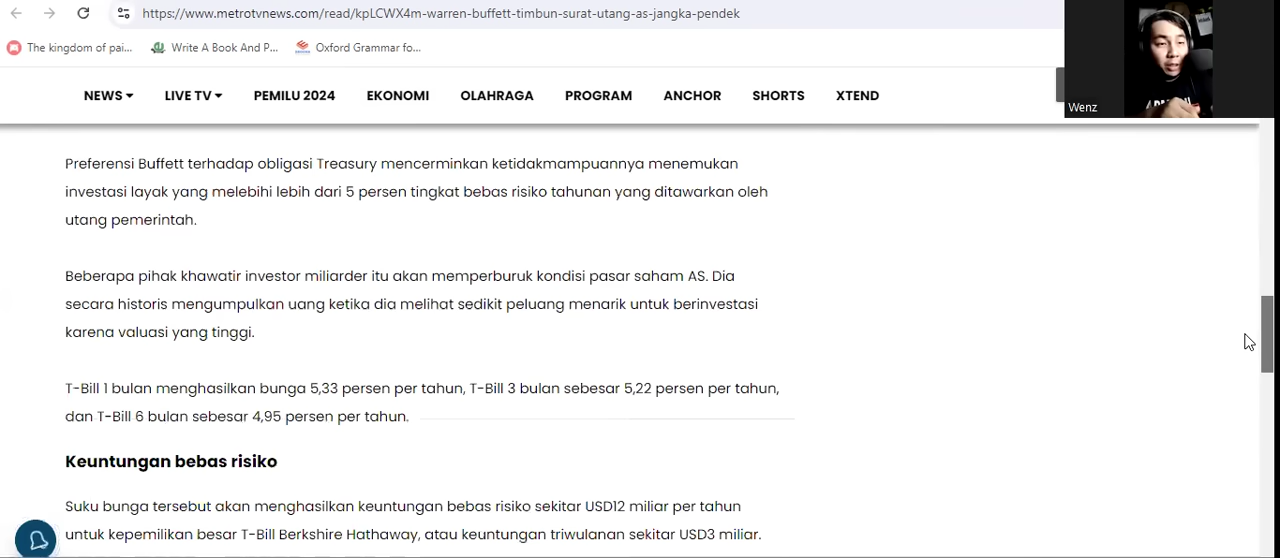 https://www.metrotvnews.com/read/kpLCWX4m-warren-buffett-timbun-surat-utang-as-jangka-pendek
The kingdom of pai... Write A Book And P... Oxford Grammar fo...
NEWS LIVE TV PEMILU 2024 EKONOMI OLAHRAGA PROGRAM ANCHOR SHORTS XTEND
Wenz
Preferensi Buffett terhadap obligasi Treasury mencerminkan ketidakmampuannya menemukan
investasi layak yang melebihi lebih dari 5 persen tingkat bebas risiko tahunan yang ditawarkan oleh
utang pemerintah.
Beberapa pihak khawatir investor miliarder itu akan memperburuk kondisi pasar saham AS. Dia
secara historis mengumpulkan uang ketika dia melihat sedikit peluang menarik untuk berinvestasi
karena valuasi yang tinggi.
T-Bill 1 bulan menghasilkan bunga 5,33 persen per tahun, T-Bill 3 bulan sebesar 5,22 persen per tahun,
dan T-Bill 6 bulan sebesar 4,95 persen per tahun.
Keuntungan bebas risiko
Suku bunga tersebut akan menghasilkan keuntungan bebas risiko sekitar USD12 miliar per tahun
untuk kepemilikan besar T-Bill Berkshire Hathaway, atau keuntungan triwulanan sekitar USD3 miliar.